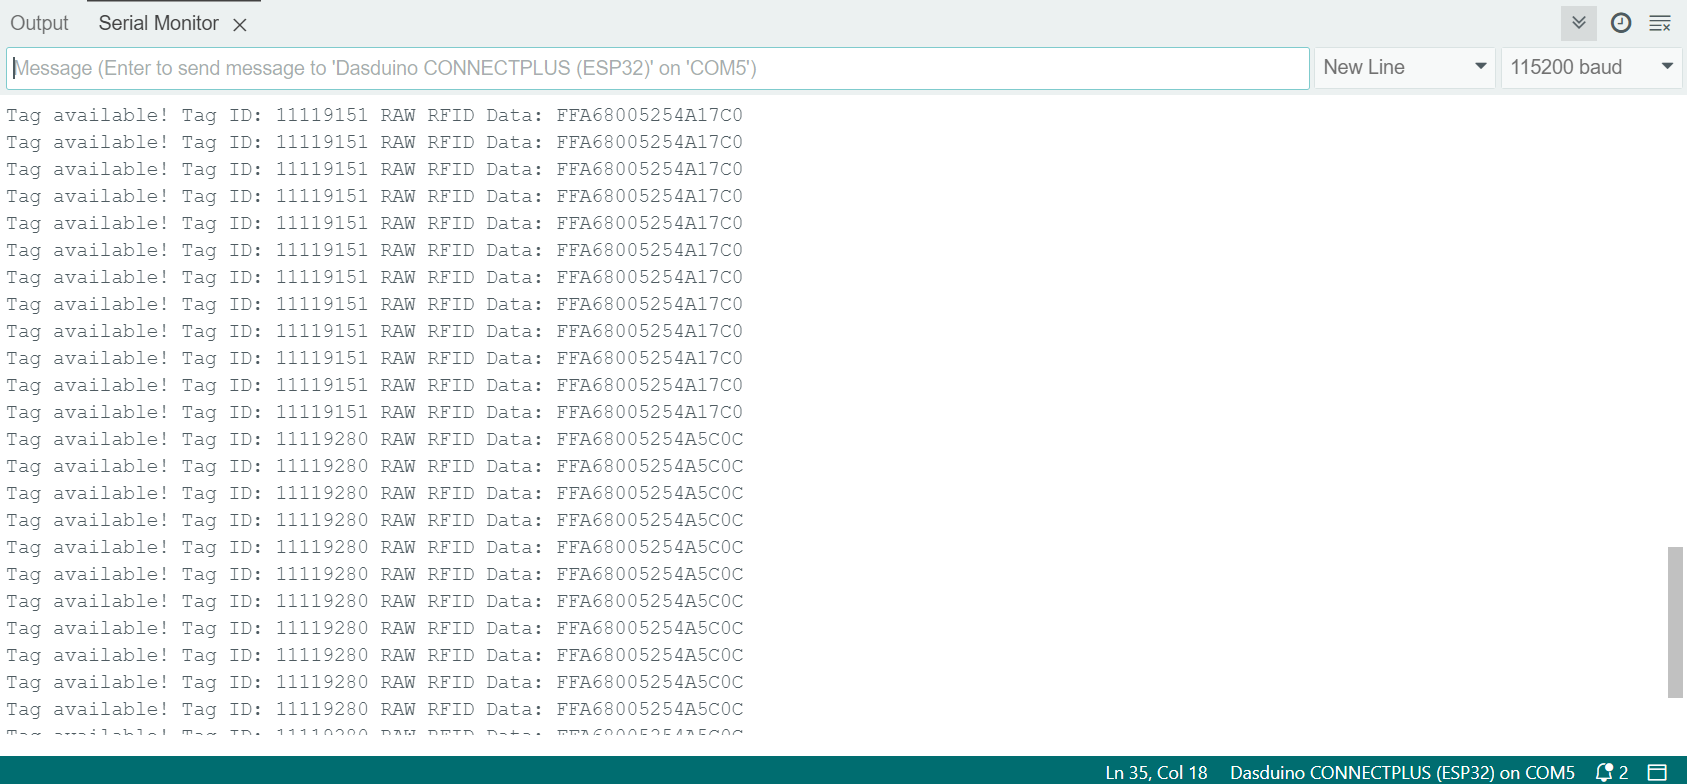 Output Serial Monitor
Message (Enter to send message to 'Dasduino CONNECTPLUS (ESP32)' on 'COM5') New Line 115200 baud
Tag available! Tag ID: 11119151 RAW RFID Data: FFA68005254A17C0
Tag available! Tag ID: 11119151 RAW RFID Data: FFA68005254A17C0
Tag available! Tag ID: 11119151 RAW RFID Data: FFA68005254A17C0
Tag available! Tag ID: 11119151 RAW RFID Data: FFA68005254A17C0
Tag available! Tag ID: 11119151 RAW RFID Data: FFA68005254A17C0
Tag available! Tag ID: 11119151 RAW RFID Data: FFA68005254A17C0
Tag available! Tag ID: 11119151 RAW RFID Data: FFA68005254A17C0
Tag available! Tag ID: 11119151 RAW RFID Data: FFA68005254A17C0
Tag available! Tag ID: 11119151 RAW RFID Data: FFA68005254A17C0
Tag available! Tag ID: 11119151 RAW RFID Data: FFA68005254A17C0
Tag available! Tag ID: 11119151 RAW RFID Data: FFA68005254A17C0
Tag available! Tag ID: 11119151 RAW RFID Data: FFA68005254A17C0
Tag available! Tag ID: 11119280 RAW RFID Data: FFA68005254A5C0C
Tag available! Tag ID: 11119280 RAW RFID Data: FFA68005254A5C0C
Tag available! Tag ID: 11119280 RAW RFID Data: FFA68005254A5C0C
Tag available! Tag ID: 11119280 RAW RFID Data: FFA68005254A5C0C
Tag available! Tag ID: 11119280 RAW RFID Data: FFA68005254A5C0C
Tag available! Tag ID: 11119280 RAW RFID Data: FFA68005254A5C0C
Tag available! Tag ID: 11119280 RAW RFID Data: FFA68005254A5C0C
Tag available! Tag ID: 11119280 RAW RFID Data: FFA68005254A5C0C
Tag available! Tag ID: 11119280 RAW RFID Data: FFA68005254A5C0C
Tag available! Tag ID: 11119280 RAW RFID Data: FFA68005254A5C0C
Tag available! Tag ID: 11119280 RAW RFID Data: FFA68005254A5C0C
Tag available! Tag ID: 11119280 RAW RFID Data: FFA68005254A5C0C
Ln 35, Col 18 Dasduino CONNECTPLUS (ESP32) on COM5 2